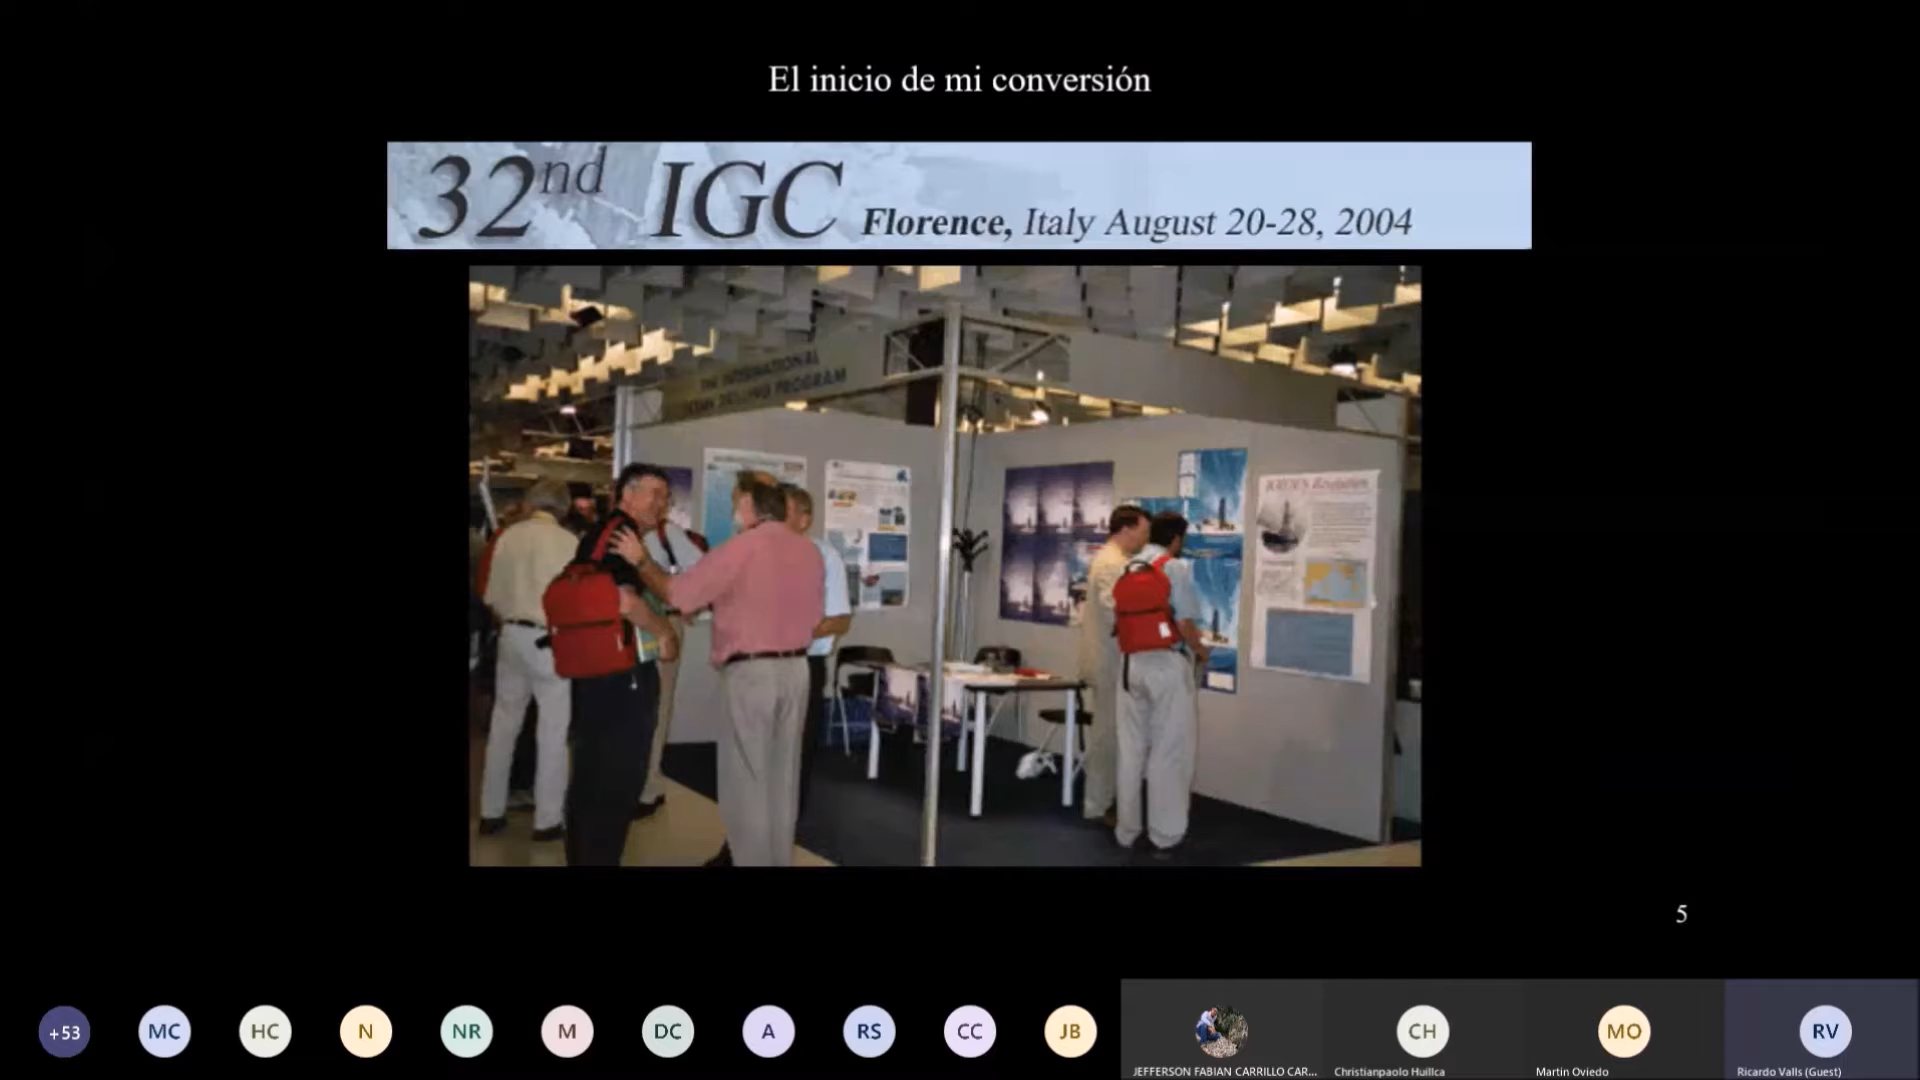 El inicio de mi conversión
32nd IGC Florence, Italy August 20-28, 2004
5
+53
MC
HC
N
NR
M
DC
A
RS
CC
JB
CH
MO
RV
JEFFERSON FABIAN CARRILLO CAR...
Christianpaolo Huillca
Martin Oviedo
Ricardo Valls (Guest)